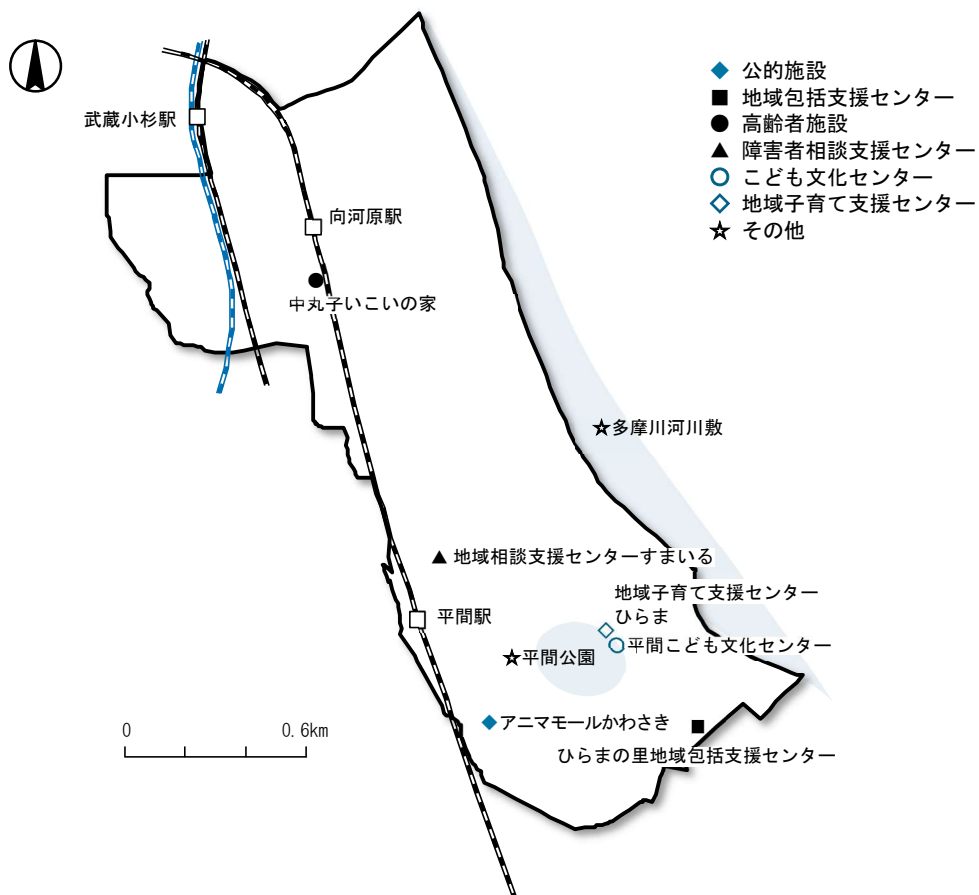 公的施設
地域包括支援センター
高齢者施設
障害者相談支援センター
こども文化センター
地域子育て支援センター
その他
武蔵小杉駅
向河原駅
中丸子いこいの家
多摩川河川敷
地域相談支援センターすまいる
地域子育て支援センター
ひらま
平間駅
平間こども文化センター
平間公園
アニマモールかわさき
0 0.6km
ひらまの里地域包括支援センター